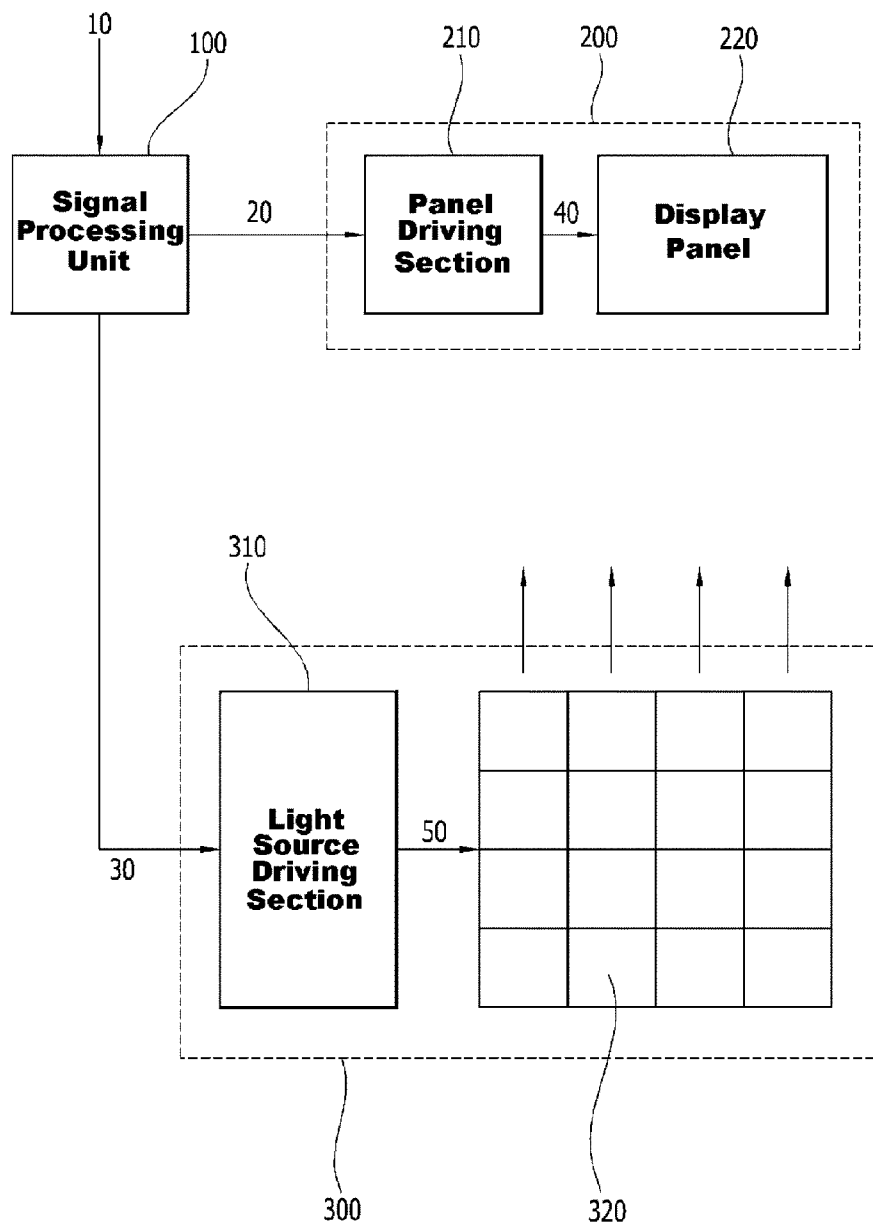 10
100
210
200
220
Signal
Processing
Unit
20
Panel
Driving
Section
40
Display
Panel
310
30
Light
Source
Driving
Section
50
300
320